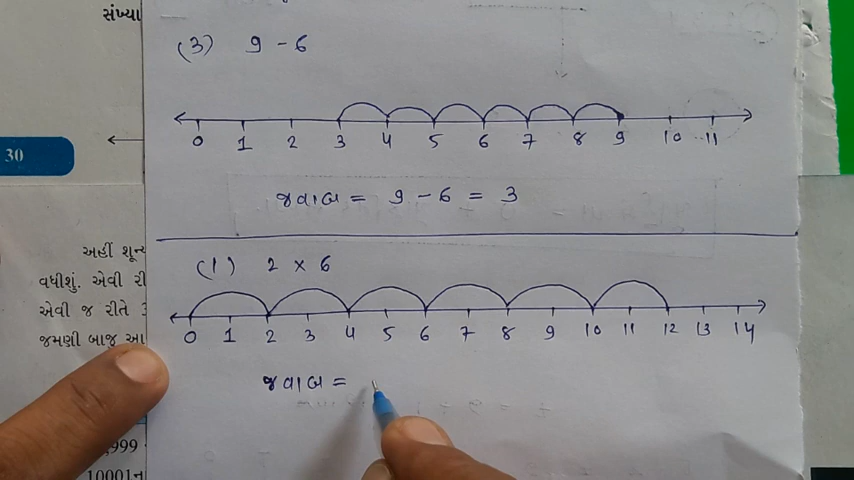 સંખ્યા
(3) 9 - 6
0 1 2 3 4 5 6 7 8 9 10 11
30
જવાબ = 9 - 6 = 3
અહીં શૂન્ય
(1) 2 × 6
વધીશું. એવી રી
એવી જ રીતે 3
0 1 2 3 4 5 6 7 8 9 10 11 12 13 14
જમણી બાજુ આ
જવાબ =
,999
10001ન